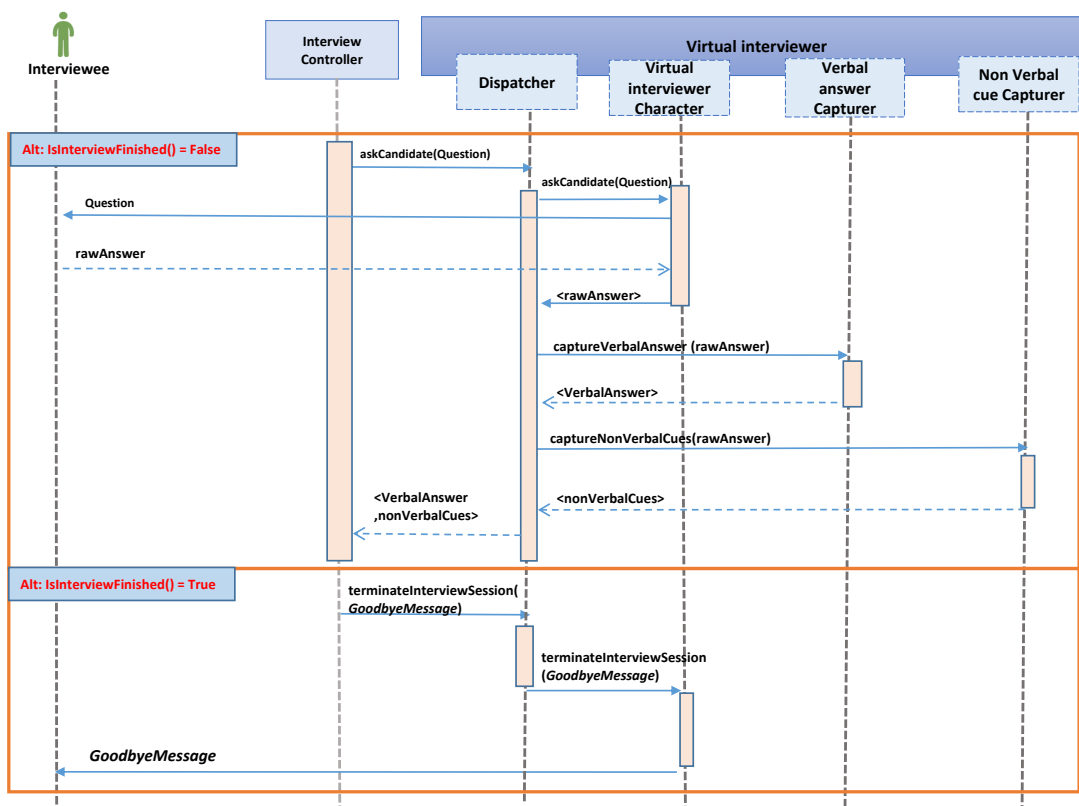 Interviewee
Interview
Controller
Virtual interviewer
Dispatcher
Virtual
interviewer
Character
Verbal
answer
Capturer
Non Verbal
cue Capturer
Alt: IsInterviewFinished() = False
askCandidate(Question)
askCandidate(Question)
Question
rawAnswer
<rawAnswer>
captureVerbalAnswer (rawAnswer)
<VerbalAnswer>
captureNonVerbalCues(rawAnswer)
<nonVerbalCues>
<VerbalAnswer
,nonVerbalCues>
Alt: IsInterviewFinished() = True
terminateInterviewSession(
GoodbyeMessage)
terminateInterviewSession
(GoodbyeMessage)
GoodbyeMessage